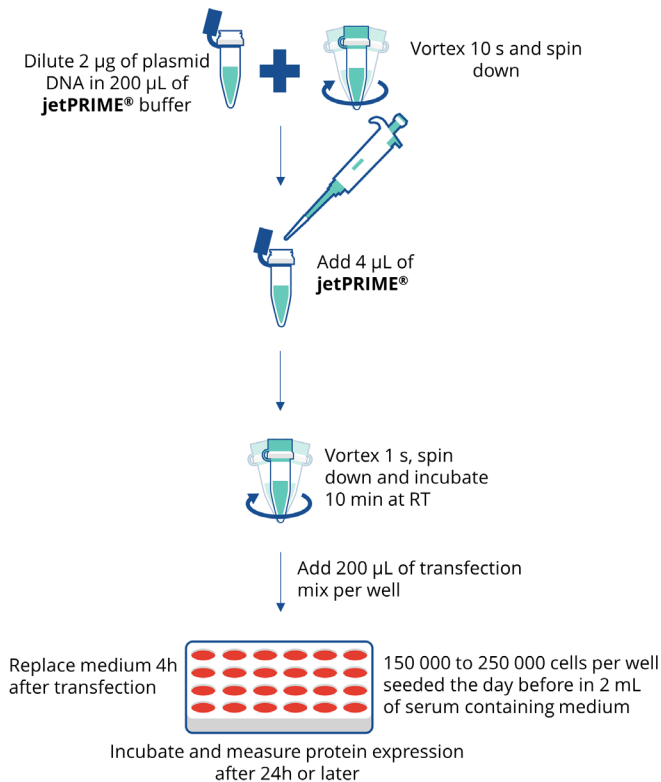 Dilute 2 µg of plasmid
DNA in 200 µL of
jetPRIME® buffer
Vortex 10 s and spin
down
Add 4 µL of
jetPRIME®
Vortex 1 s, spin
down and incubate
10 min at RT
Add 200 µL of transfection
mix per well
Replace medium 4h
after transfection
150 000 to 250 000 cells per well
seeded the day before in 2 mL
of serum containing medium
Incubate and measure protein expression
after 24h or later